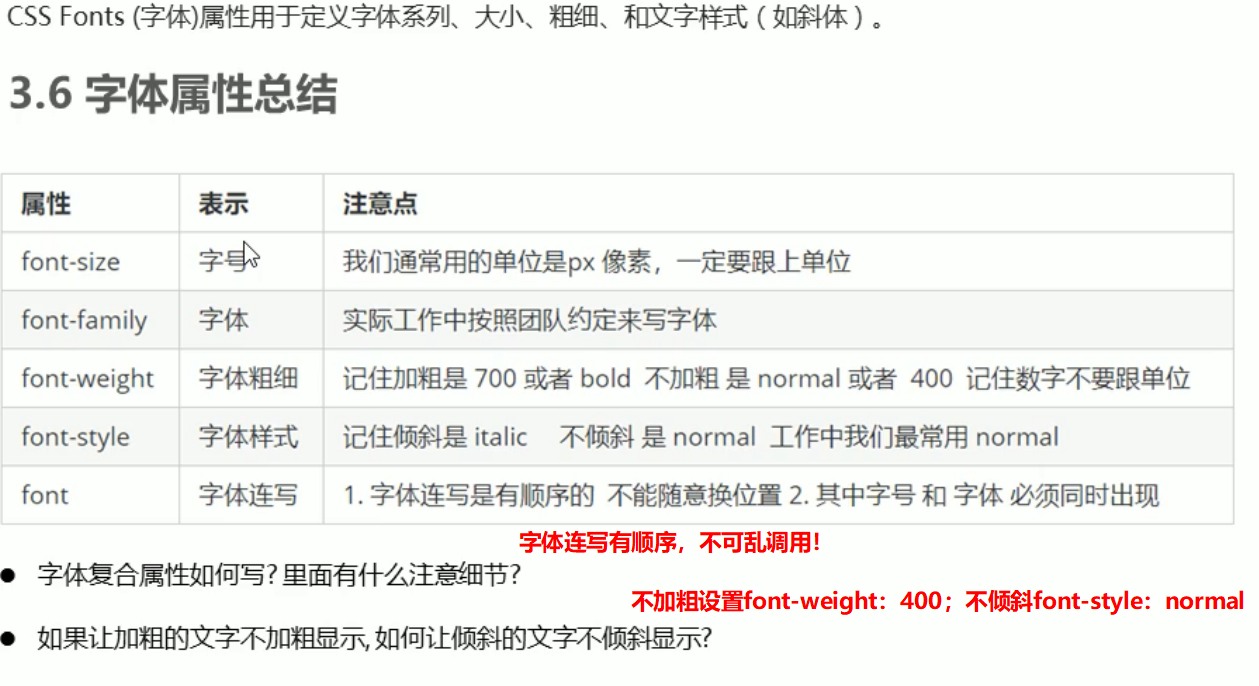 CSS Fonts (字体)属性用于定义字体系列、大小、粗细、和文字样式（如斜体）。
3.6 字体属性总结
属性 表示 注意点
font-size 字号 我们通常用的单位是px 像素，一定要跟上单位
font-family 字体 实际工作中按照团队约定来写字体
font-weight 字体粗细 记住加粗是 700 或者 bold 不加粗 是 normal 或者 400 记住数字不要跟单位
font-style 字体样式 记住倾斜是 italic 不倾斜 是 normal 工作中我们最常用 normal
font 字体连写 1. 字体连写是有顺序的 不能随意换位置 2. 其中字号 和 字体 必须同时出现
字体连写有顺序，不可乱调用！
● 字体复合属性如何写? 里面有什么注意细节?
不加粗设置font-weight：400；不倾斜font-style：normal
● 如果让加粗的文字不加粗显示, 如何让倾斜的文字不倾斜显示?